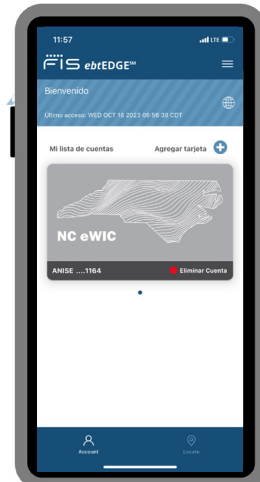 11:57
LTE
FIS ebtEDGE℠
Bienvenido
Último acceso: WED OCT 18 2023 06:56:38 CDT
Mi lista de cuentas
Agregar tarjeta
NC eWIC
ANISE ....1164
Eliminar Cuenta
Account
Locate